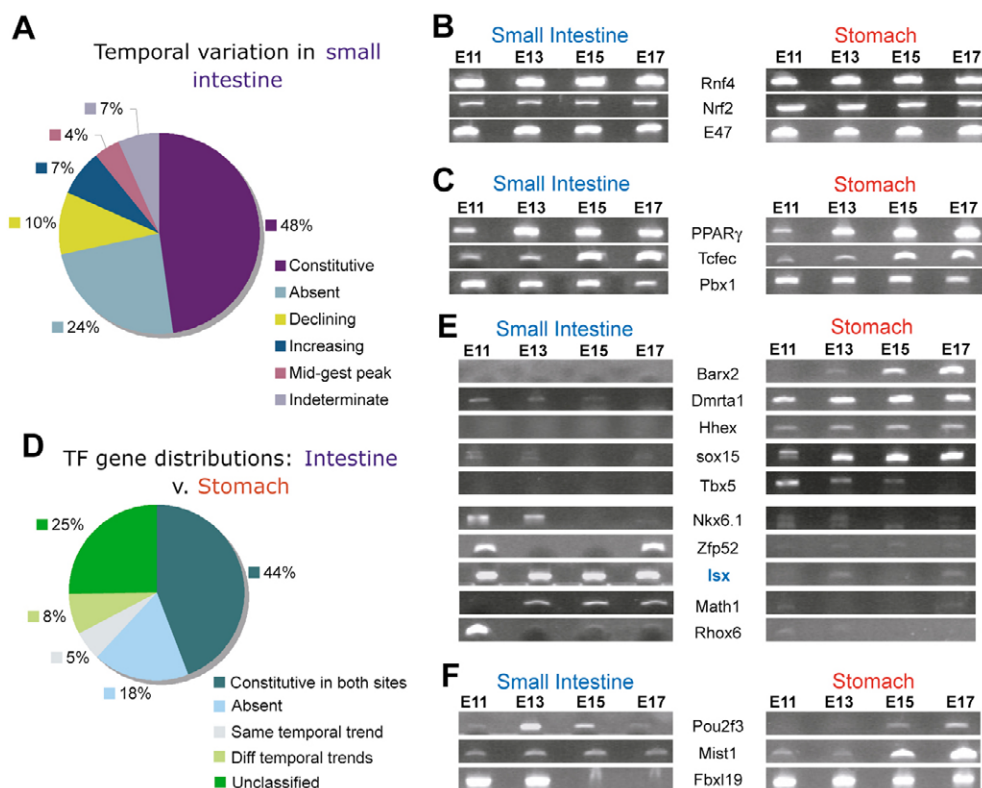 A
Temporal variation in small
intestine
7%
4%
7%
10%
24%
48%
Constitutive
Absent
Declining
Increasing
Mid-gest peak
Indeterminate
B
Small Intestine
Stomach
E11 E13 E15 E17
E11 E13 E15 E17
Rnf4
Nrf2
E47
C
Small Intestine
Stomach
E11 E13 E15 E17
E11 E13 E15 E17
PPARγ
Tcfec
Pbx1
D
TF gene distributions: Intestine
v. Stomach
25%
8%
5%
18%
44%
Constitutive in both sites
Absent
Same temporal trend
Diff temporal trends
Unclassified
E
Small Intestine
Stomach
E11 E13 E15 E17
E11 E13 E15 E17
Barx2
Dmrta1
Hhex
sox15
Tbx5
Nkx6.1
Zfp52
Isx
Math1
Rhox6
F
Small Intestine
Stomach
E11 E13 E15 E17
E11 E13 E15 E17
Pou2f3
Mist1
Fbxl19